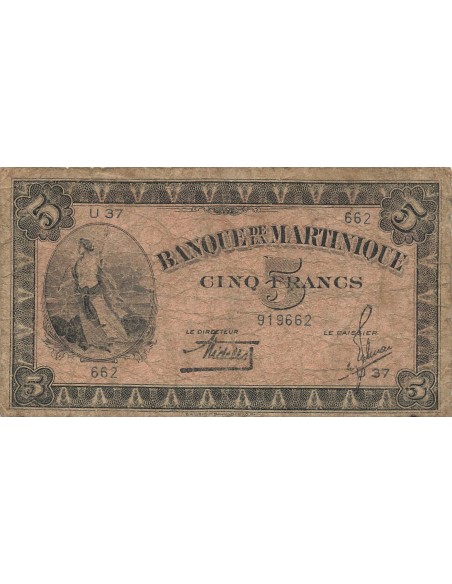 5 5
U 37 662
BANQUE DE LA MARTINIQUE
5
CINQ FRANCS
919662
LE DIRECTEUR LE CAISSIER
662 U 37
5 5